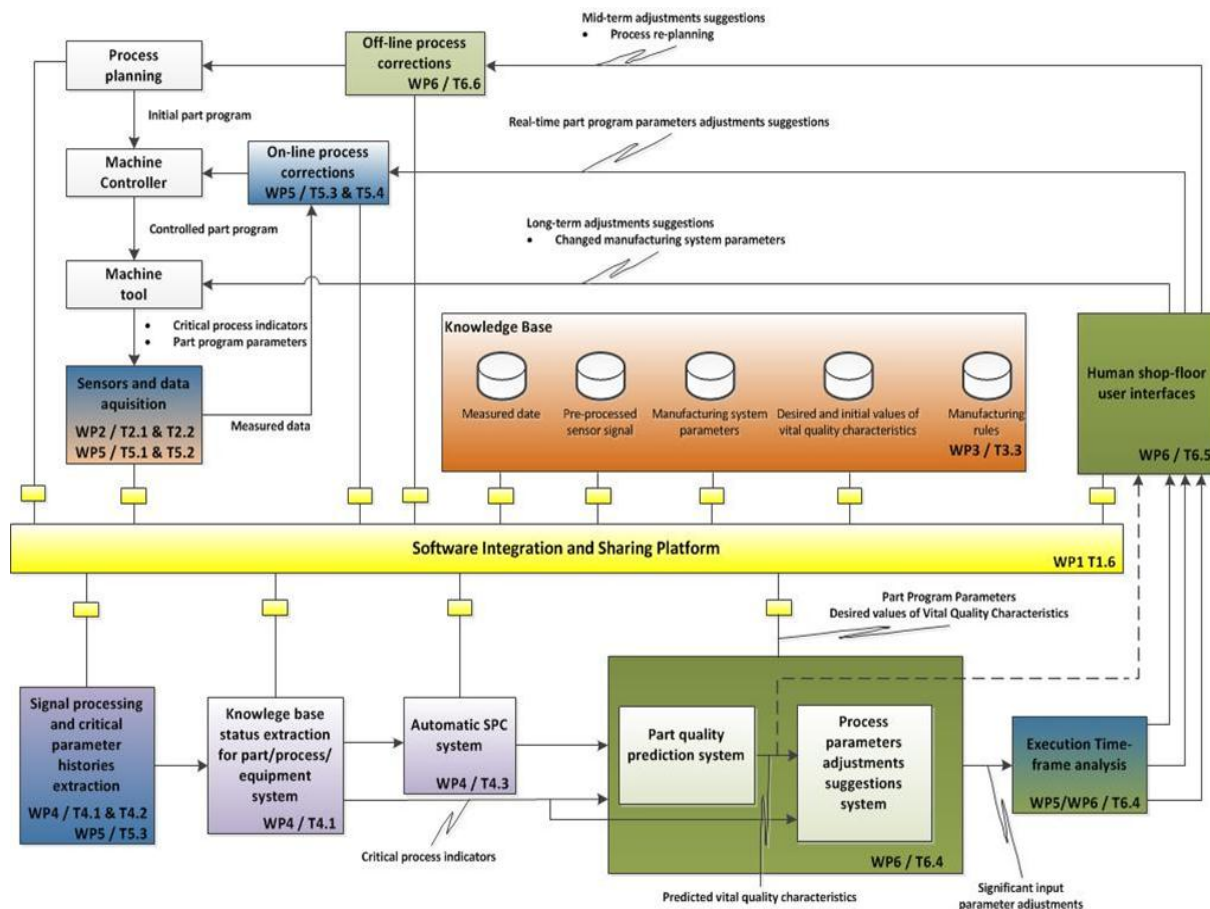 Mid-term adjustments suggestions
• Process re-planning
Process
planning
Off-line process
corrections
WP6 / T6.6
Initial part program
Real-time part program parameters adjustments suggestions
Machine
Controller
On-line process
corrections
WP5 / T5.3 & T5.4
Controlled part program
Long-term adjustments suggestions
• Changed manufacturing system parameters
Machine
tool
• Critical process indicators
• Part program parameters
Sensors and data
aquisition
WP2 / T2.1 & T2.2
WP5 / T5.1 & T5.2
Measured data
Knowledge Base
Measured date
Pre-processed
sensor signal
Manufacturing system
parameters
Desired and initial values of
vital quality characteristics
Manufacturing
rules
WP3 / T3.3
Human shop-floor
user interfaces
WP6 / T6.5
Software Integration and Sharing Platform
WP1 T1.6
Part Program Parameters
Desired values of Vital Quality Characteristics
Signal processing
and critical
parameter
histories
extraction
WP4 / T4.1 & T4.2
WP5 / T5.3
Knowlege base
status extraction
for part/process/
equipment
system
WP4 / T4.1
Automatic SPC
system
WP4 / T4.3
Part quality
prediction system
Process
parameters
adjustments
suggestions
system
WP6 / T6.4
Execution Time-
frame analysis
WP5/WP6 / T6.4
Critical process indicators
Predicted vital quality characteristics
Significant input
parameter adjustments